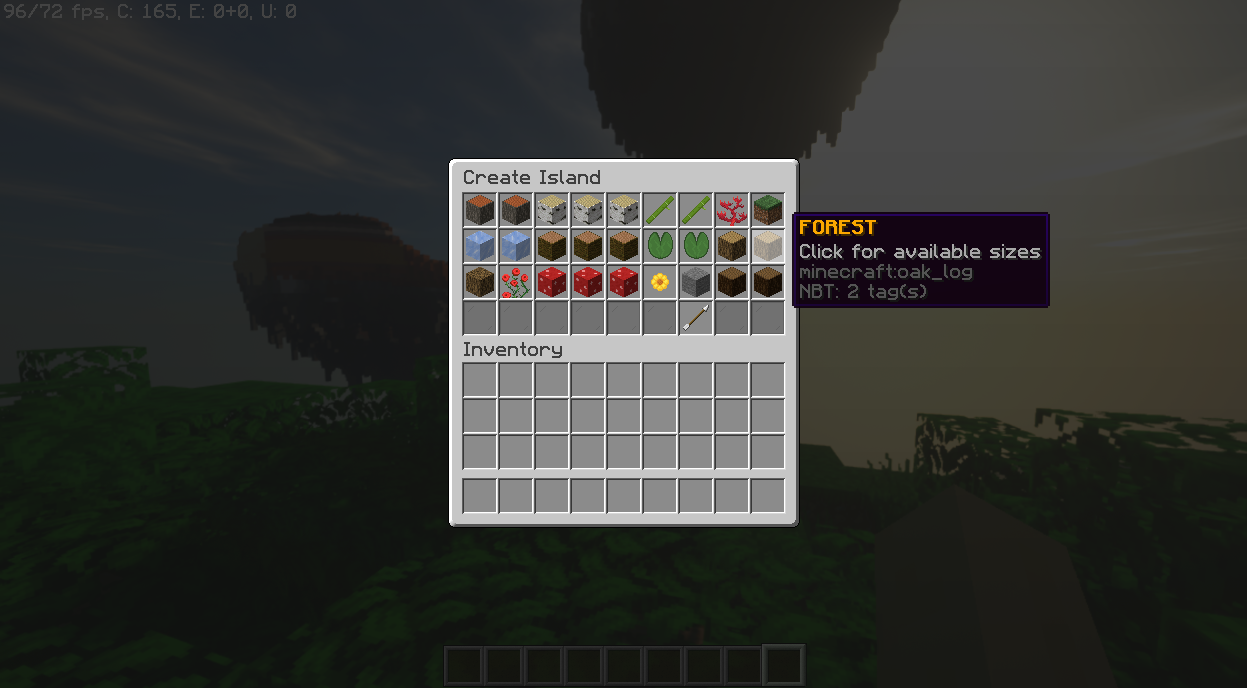 96/72 fps, C: 165, E: 0+0, U: 0
Create Island
FOREST
Click for available sizes
minecraft:oak_log
NBT: 2 tag(s)
Inventory